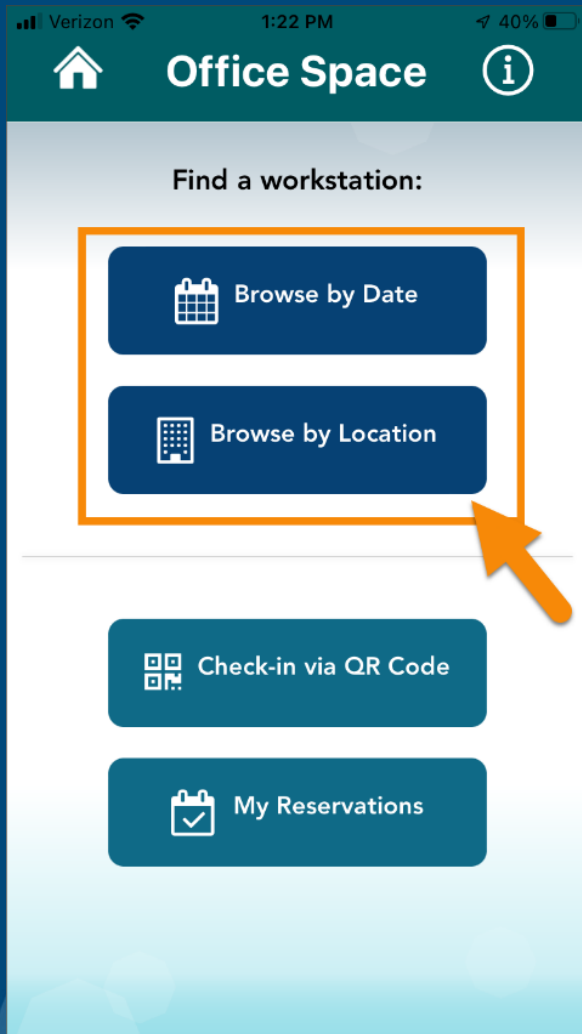 Verizon 1:22 PM 40%
Office Space
Find a workstation:
Browse by Date
Browse by Location
Check-in via QR Code
My Reservations